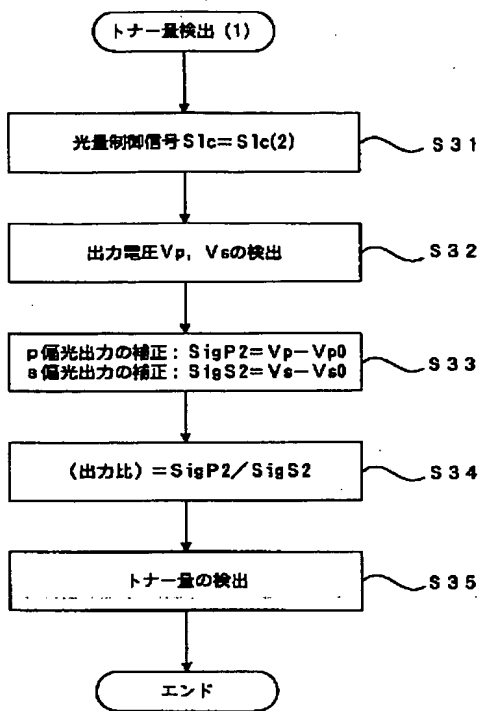 トナー量検出 (1)
光量制御信号Slc=Slc(2)
S31
出力電圧Vp, Vsの検出
S32
p偏光出力の補正: SigP2=Vp-Vp0
s偏光出力の補正: SigS2=Vs-Vs0
S33
(出力比)=SigP2/SigS2
S34
トナー量の検出
S35
エンド